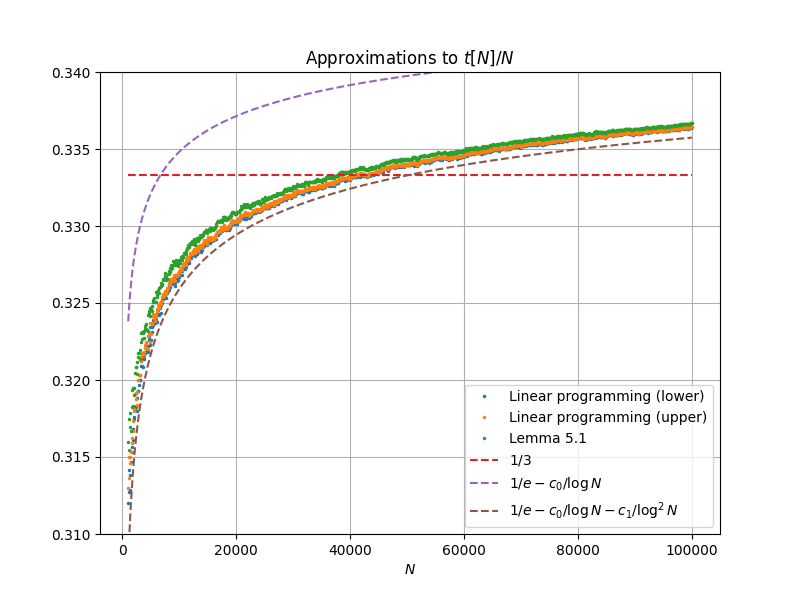 Approximations to t[N]/N
0.340
0.335
0.330
0.325
0.320
0.315
0.310
Linear programming (lower)
Linear programming (upper)
Lemma 5.1
1/3
1/e − c₀/log N
1/e − c₀/log N − c₁/log² N
0 20000 40000 60000 80000 100000
N